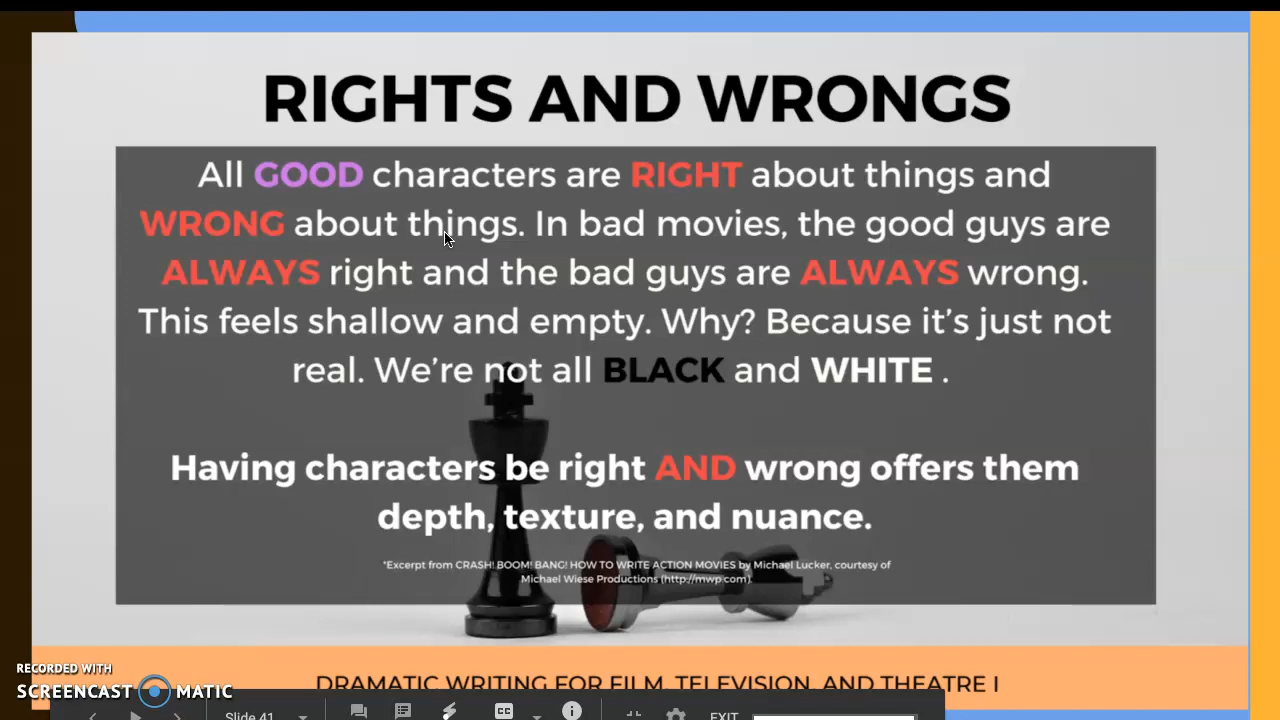 RIGHTS AND WRONGS
All GOOD characters are RIGHT about things and
WRONG about things. In bad movies, the good guys are
ALWAYS right and the bad guys are ALWAYS wrong.
This feels shallow and empty. Why? Because it's just not
real. We're not all BLACK and WHITE .
Having characters be right AND wrong offers them
depth, texture, and nuance.
*Excerpt from CRASH! BOOM! BANG! HOW TO WRITE ACTION MOVIES by Michael Lucker, courtesy of
Michael Wiese Productions (http://mwp.com).
DRAMATIC WRITING FOR FILM, TELEVISION, AND THEATRE I
RECORDED WITH
SCREENCAST MATIC
Slide 41
CC
EXIT